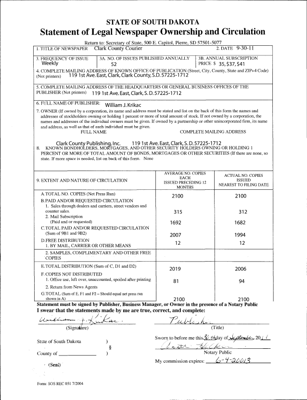 STATE OF SOUTH DAKOTA
Statement of Legal Newspaper Ownership and Circulation
Return to: Secretary of State, 500 E. Capitol, Pierre, SD 57501-5077
1. TITLE OF NEWSPAPER Clark County Courier 2. DATE 9-30-11
3. FREQUENCY OF ISSUE Weekly
3A. NO. OF ISSUES PUBLISHED ANNUALLY
3B. ANNUAL SUBSCRIPTION PRICE $ 35,$37,$41
4. COMPLETE MAILING ADDRESS OF KNOWN OFFICE OF PUBLICATION (Street, City, County, State and ZIP+4 Code)
(Not printers) 119 1st Ave. East, Clark, Clark County, S.D. 57225-1712
5. COMPLETE MAILING ADDRESS OF THE HEADQUARTERS OR GENERAL BUSINESS OFFICES OF THE
PUBLISHER (Not printer) 119 1st Ave. East, Clark, S.D. 57225-1712
6. FULL NAME OF PUBLISHER William J. Krikac
7. OWNER (If owned by a corporation, its name and address must be stated and list on the back of this form the names and
addresses of stockholders owning or holding 1 percent or more of total amount of stock. If not owned by a corporation, the
names and addresses of the individual owners must be given. If owned by a partnership or other unincorporated firm, its name
and address, as well as that of each individual must be given.
FULL NAME COMPLETE MAILING ADDRESS
Clark County Publishing, Inc. 119 1st Ave. East, Clark, S.D. 57225-1712
8. KNOWN BONDHOLDERS, MORTGAGES, AND OTHER SECURITY HOLDERS OWNING OR HOLDING 1
PERCENT OR MORE OF TOTAL AMOUNT OF BONDS, MORTGAGES OR OTHER SECURITIES (If there are none, so
state. If more space is needed, list on back of this form) None
9. EXTENT AND NATURE OF CIRCULATION
AVERAGE NO. COPIES EACH ISSUED PRECEDING 12 MONTHS
ACTUAL NO. COPIES ISSUED NEAREST TO FILING DATE
A. TOTAL NO. COPIES (Net Press Run) 2100 2100
B. PAID AND/OR REQUESTED CIRCULATION
1. Sales through dealers and carriers, street vendors and
counter sales 315 312
2. Mail Subscription
(Paid and/or requested) 1692 1682
C. TOTAL PAID AND/OR REQUESTED CIRCULATION
(Sum of 9B1 and 9B2) 2007 1994
D. FREE DISTRIBUTION
1. BY MAIL, CARRIER OR OTHER MEANS 12 12
2. SAMPLES, COMPLIMENTARY AND OTHER FREE
COPIES
E. TOTAL DISTRIBUTION (Sum of C, D1 and D2) 2019 2006
F. COPIES NOT DISTRIBUTED
1. Office use, left over, unaccounted, spoiled after printing 81 94
2. Return from News Agents
G. TOTAL (Sum of E, F1 and F2 - Should equal net press run
shown in A) 2100 2100
Statement must be signed by Publisher, Business Manager, or Owner in the presence of a Notary Public
I swear that the statements made by me are true, correct, and complete:
William J. Krikac Publisher
(Signature) (Title)
State of South Dakota )
County of )
(Seal)
Sworn to before me this day of September
Notary Public
My commission expires:
Form: SOS REC 051 7/2004